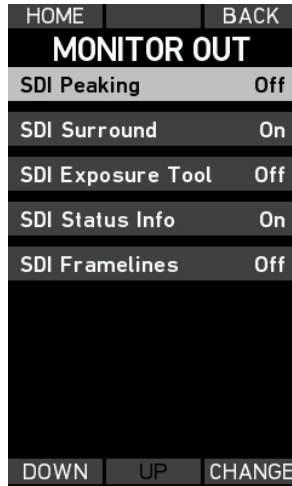 HOME BACK
MONITOR OUT
SDI Peaking Off
SDI Surround On
SDI Exposure Tool Off
SDI Status Info On
SDI Framelines Off
DOWN UP CHANGE